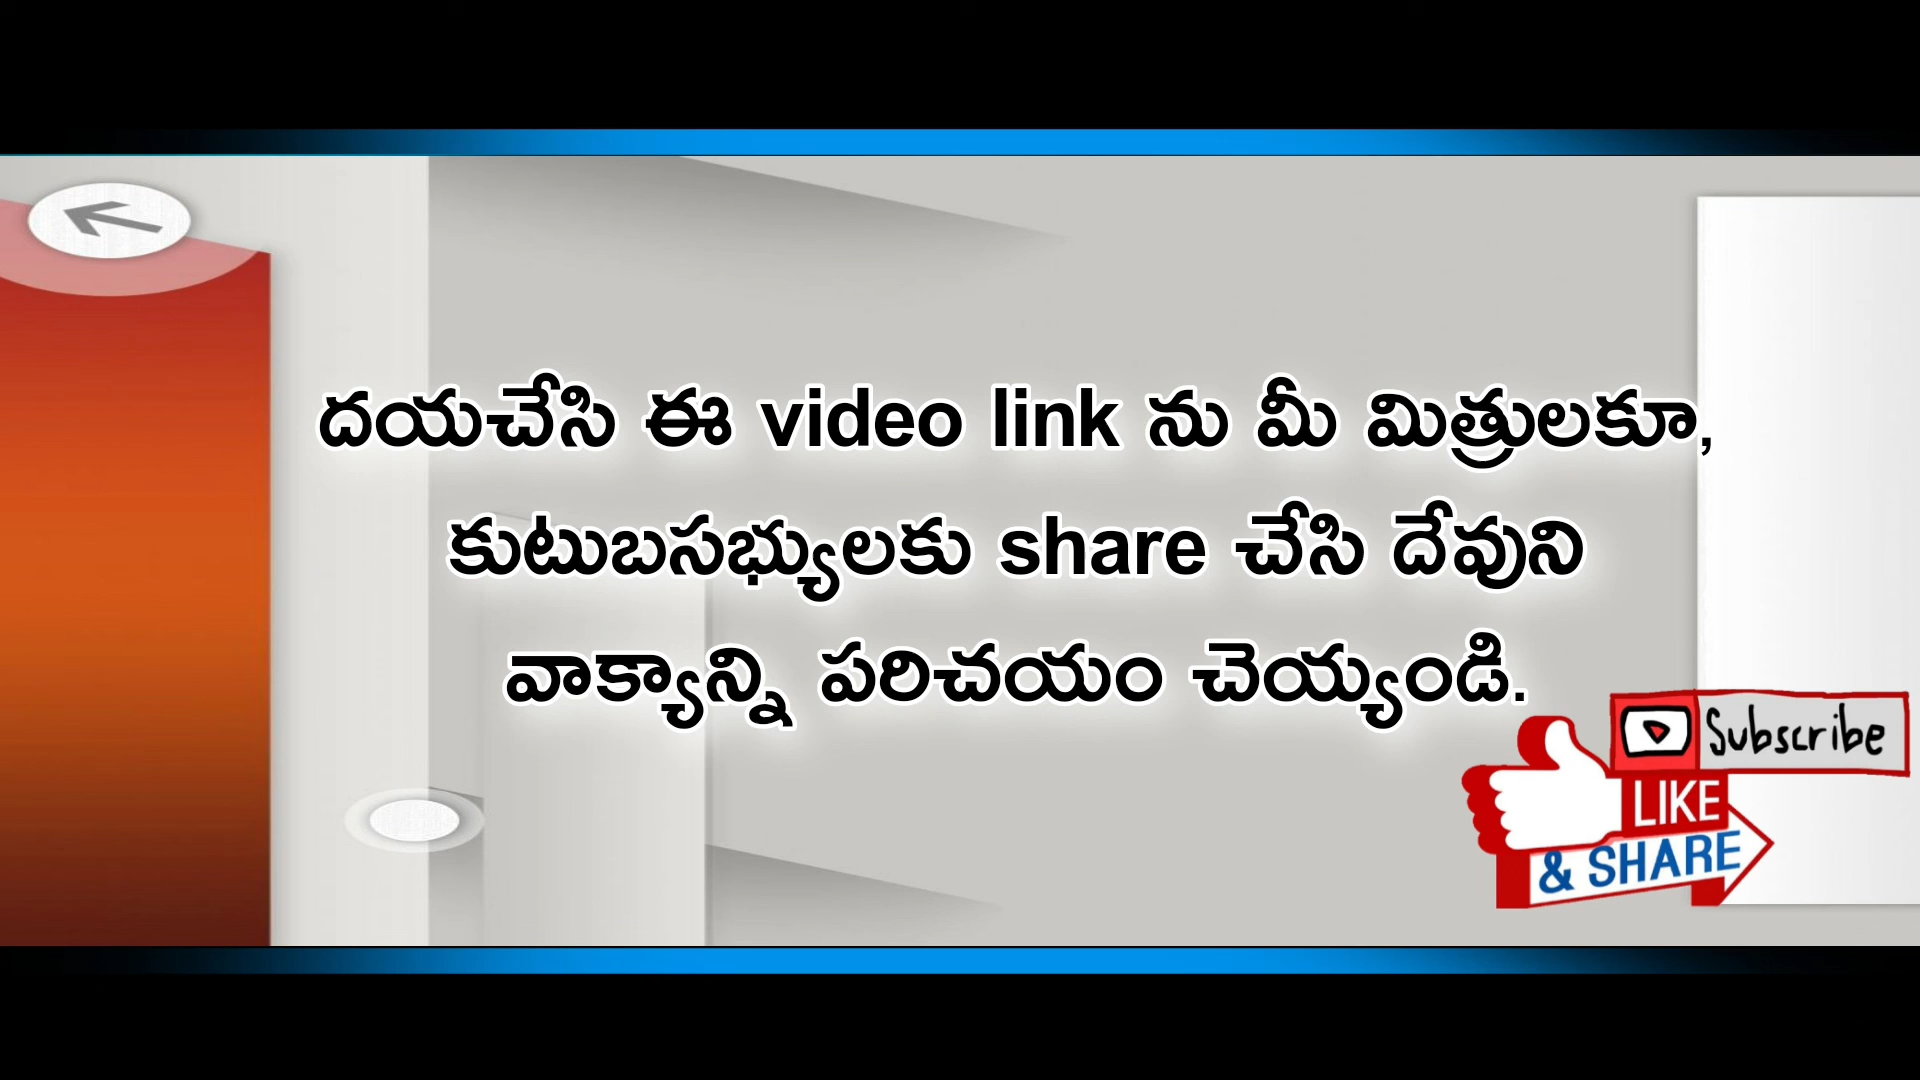 దయచేసి ఈ video link ను మీ మిత్రులకూ,
కుటుబసభ్యులకు share చేసి దేవుని
వాక్యాన్ని పరిచయం చెయ్యండి.
Subscribe
LIKE
& SHARE